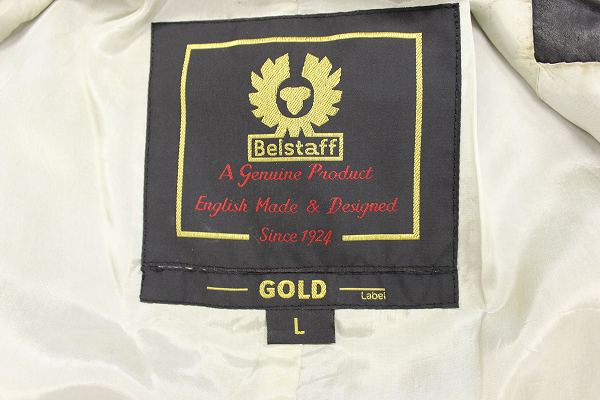 Belstaff
A Genuine Product
English Made & Designed
Since 1924
GOLD Label
L